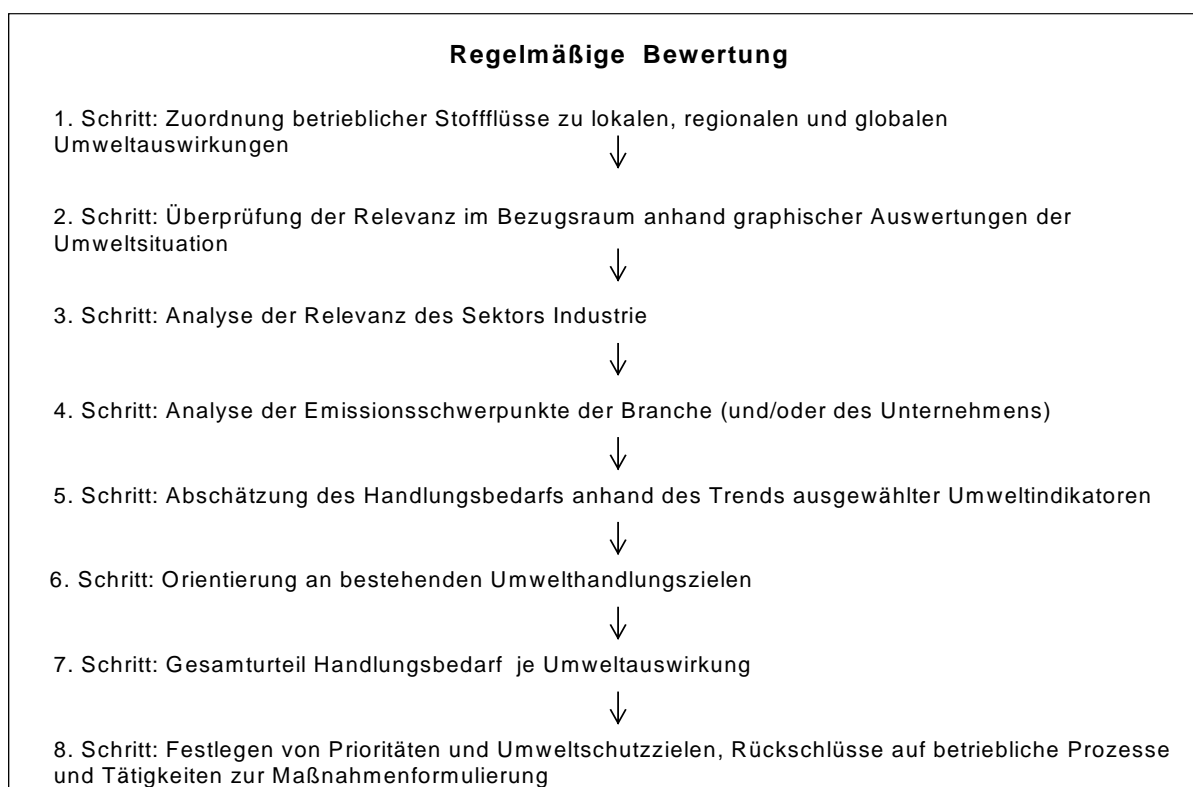 Regelmäßige Bewertung
1. Schritt: Zuordnung betrieblicher Stoffflüsse zu lokalen, regionalen und globalen
Umweltauswirkungen
2. Schritt: Überprüfung der Relevanz im Bezugsraum anhand graphischer Auswertungen der
Umweltsituation
3. Schritt: Analyse der Relevanz des Sektors Industrie
4. Schritt: Analyse der Emissionsschwerpunkte der Branche (und/oder des Unternehmens)
5. Schritt: Abschätzung des Handlungsbedarfs anhand des Trends ausgewählter Umweltindikatoren
6. Schritt: Orientierung an bestehenden Umwelthandlungszielen
7. Schritt: Gesamturteil Handlungsbedarf je Umweltauswirkung
8. Schritt: Festlegen von Prioritäten und Umweltschutzzielen, Rückschlüsse auf betriebliche Prozesse
und Tätigkeiten zur Maßnahmenformulierung